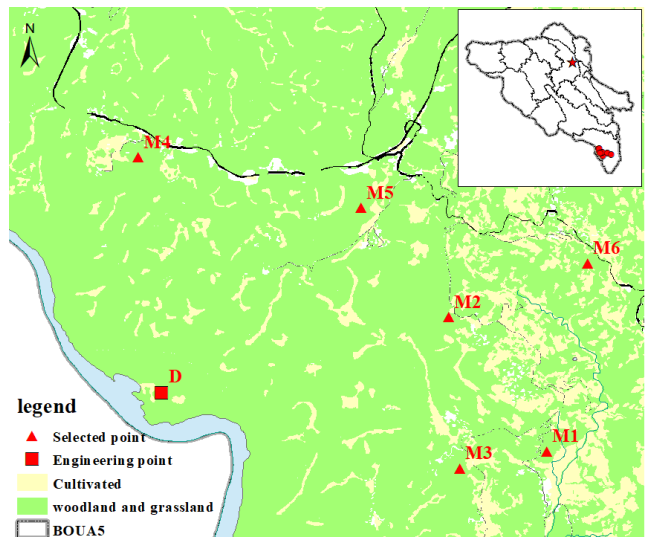 N
M4
M5
M6
M2
D
M1
M3
legend
Selected point
Engineering point
Cultivated
woodland and grassland
BOUA5